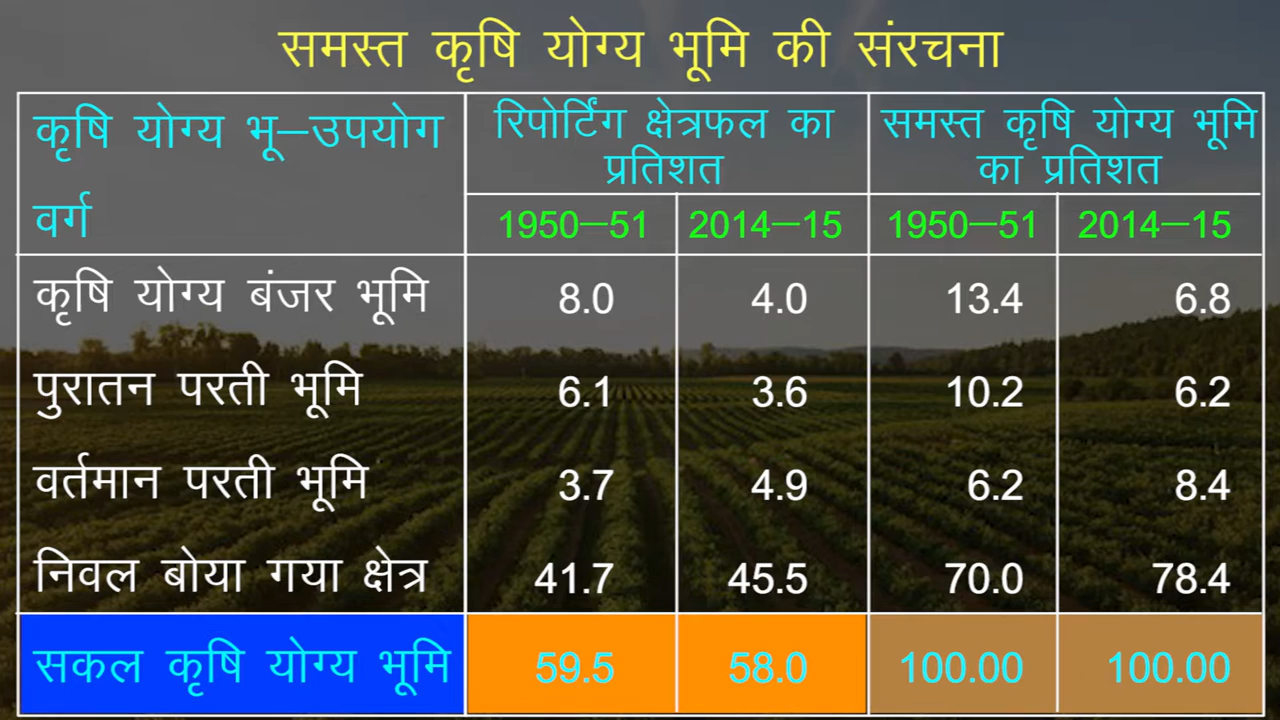 समस्त कृषि योग्य भूमि की संरचना
कृषि योग्य भू–उपयोग
वर्ग
रिपोर्टिंग क्षेत्रफल का
प्रतिशत
समस्त कृषि योग्य भूमि
का प्रतिशत
1950–51 2014–15 1950–51 2014–15
कृषि योग्य बंजर भूमि 8.0 4.0 13.4 6.8
पुरातन परती भूमि 6.1 3.6 10.2 6.2
वर्तमान परती भूमि 3.7 4.9 6.2 8.4
निवल बोया गया क्षेत्र 41.7 45.5 70.0 78.4
सकल कृषि योग्य भूमि 59.5 58.0 100.00 100.00